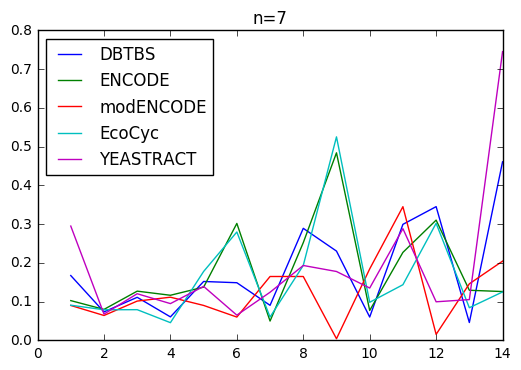 n=7
0.8
0.7
0.6
0.5
0.4
0.3
0.2
0.1
0.0
DBTBS
ENCODE
modENCODE
EcoCyc
YEASTRACT
0 2 4 6 8 10 12 14